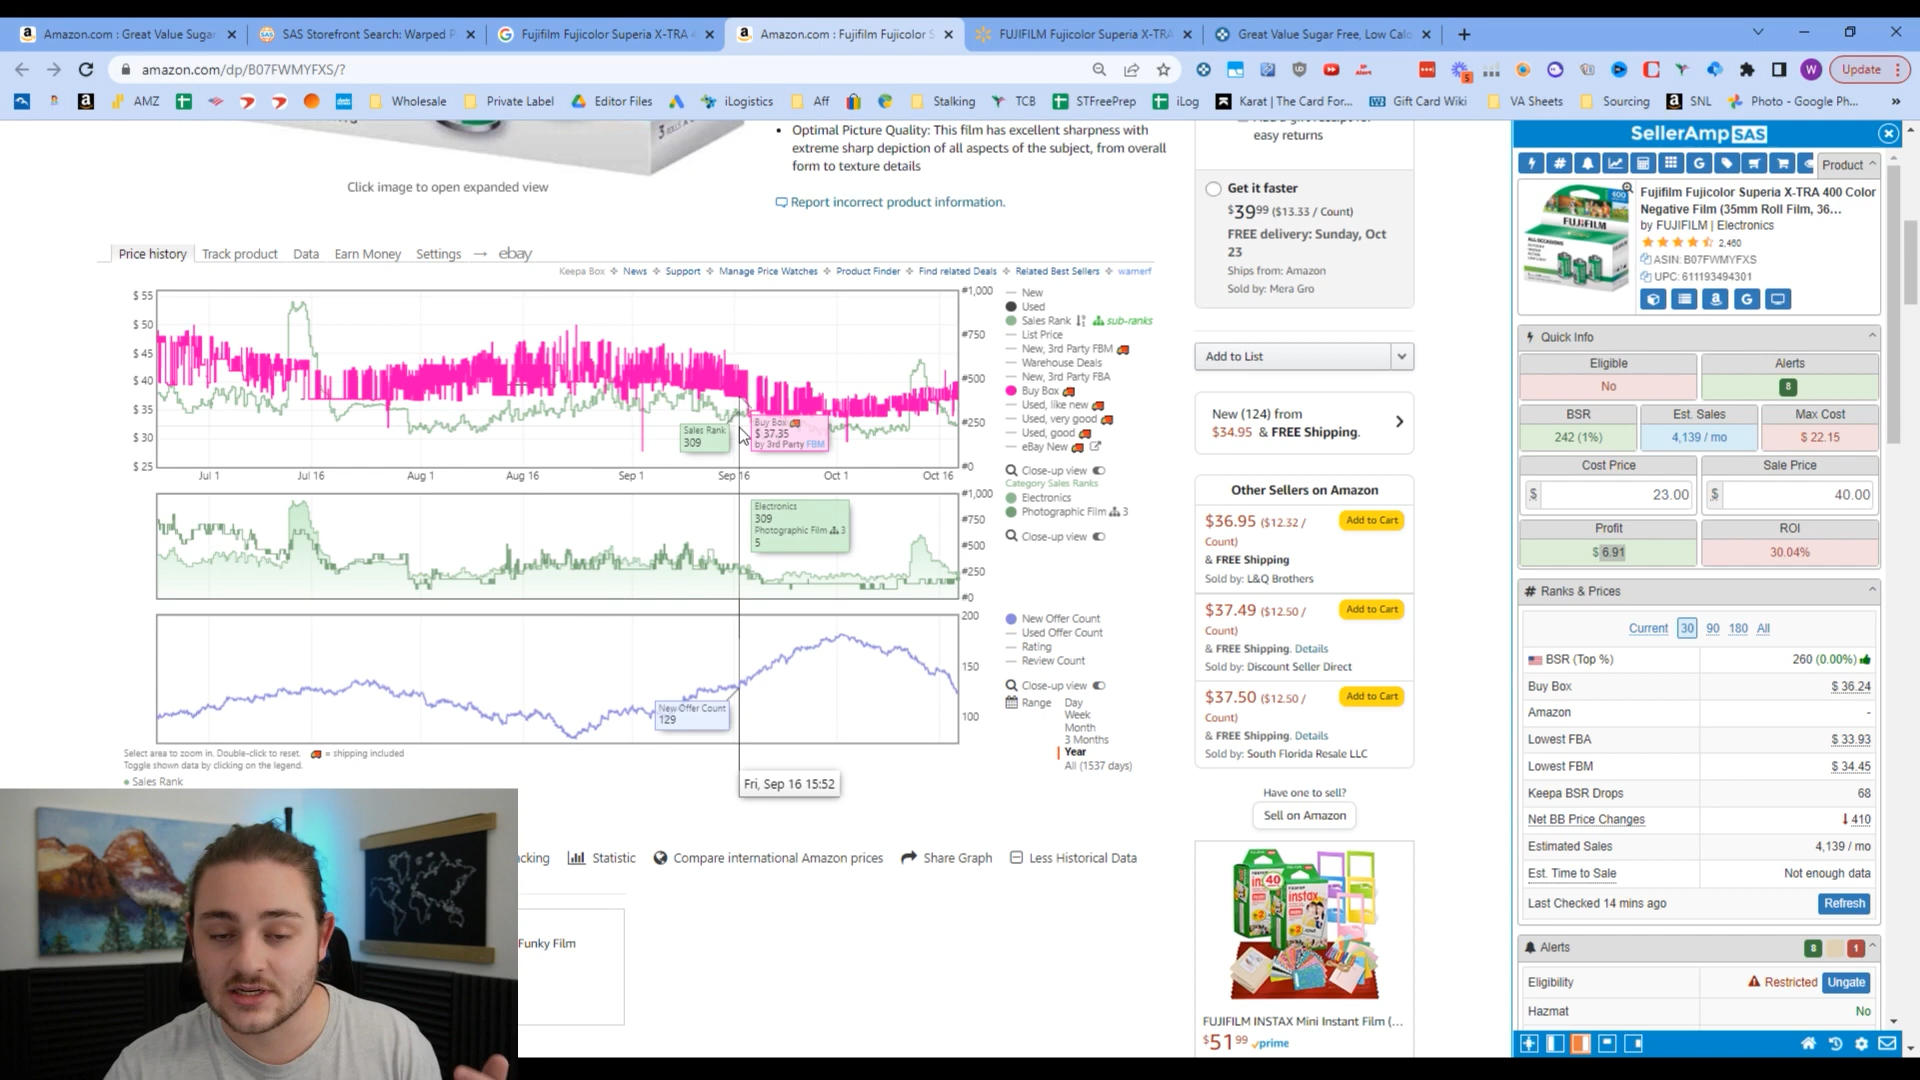 Amazon.com : Great Value Sugar
SAS Storefront Search: Warped P
Fujifilm Fujicolor Superia X-TRA 4
Amazon.com : Fujifilm Fujicolor S
FUJIFILM Fujicolor Superia X-TRA
Great Value Sugar Free, Low Calo
amazon.com/dp/B07FWMYFXS/?
Update
AMZ
Wholesale
Private Label
Editor Files
iLogistics
Aff
Stalking
TCB
STFreePrep
iLog
Karat | The Card For...
Gift Card Wiki
VA Sheets
Sourcing
SNL
Photo - Google Ph...
Click image to open expanded view
• Optimal Picture Quality: This film has excellent sharpness with
extreme sharp depiction of all aspects of the subject, from overall
form to texture details
Report incorrect product information.
Price history
Track product
Data
Earn Money
Settings
ebay
Keepa Box
News
Support
Manage Price Watches
Product Finder
Find related Deals
Related Best Sellers
warnerf
$ 55
$ 50
$ 45
$ 40
$ 35
$ 30
$ 25
#1,000
#750
#500
#250
#0
Sales Rank
309
Buy Box
$ 37.35
by 3rd Party FBM
Jul 1
Jul 16
Aug 1
Aug 16
Sep 1
Sep 16
Oct 1
Oct 16
New
Used
Sales Rank
sub-ranks
List Price
New, 3rd Party FBM
Warehouse Deals
New, 3rd Party FBA
Buy Box
Used, like new
Used, very good
Used, good
eBay New
Close-up view
Category Sales Ranks
Electronics
Photographic Film 3
Close-up view
#1,000
#750
#500
#250
#0
Electronics
309
Photographic Film 3
5
200
150
100
New Offer Count
129
New Offer Count
Used Offer Count
Rating
Review Count
Close-up view
Range
Day
Week
Month
3 Months
Year
All (1537 days)
Select area to zoom in. Double-click to reset.
= shipping included
Toggle shown data by clicking on the legend.
Sales Rank
Fri, Sep 16 15:52
cking
Statistic
Compare international Amazon prices
Share Graph
Less Historical Data
Funky Film
easy returns
Get it faster
$39.99 ($13.33 / Count)
FREE delivery: Sunday, Oct
23
Ships from: Amazon
Sold by: Mera Gro
Add to List
New (124) from
$34.95 & FREE Shipping.
Other Sellers on Amazon
$36.95 ($12.32 /
Count)
Add to Cart
& FREE Shipping
Sold by: L&Q Brothers
$37.49 ($12.50 /
Count)
Add to Cart
& FREE Shipping. Details
Sold by: Discount Seller Direct
$37.50 ($12.50 /
Count)
Add to Cart
& FREE Shipping. Details
Sold by: South Florida Resale LLC
Have one to sell?
Sell on Amazon
FUJIFILM INSTAX Mini Instant Film (...
$51.99 prime
SellerAmp SAS
Product
Fujifilm Fujicolor Superia X-TRA 400 Color
Negative Film (35mm Roll Film, 36...
by FUJIFILM | Electronics
2,460
ASIN: B07FWMYFXS
UPC: 611193494301
Quick Info
Eligible
Alerts
No
8
BSR
Est. Sales
Max Cost
242 (1%)
4,139 / mo
$ 22.15
Cost Price
Sale Price
$ 23.00
$ 40.00
Profit
ROI
$ 6.91
30.04%
# Ranks & Prices
Current 30 90 180 All
BSR (Top %)
260 (0.00%)
Buy Box
$ 36.24
Amazon
-
Lowest FBA
$ 33.93
Lowest FBM
$ 34.45
Keepa BSR Drops
68
Net BB Price Changes
410
Estimated Sales
4,139 / mo
Est. Time to Sale
Not enough data
Last Checked 14 mins ago
Refresh
Alerts
8
1
Eligibility
Restricted
Ungate
Hazmat
No